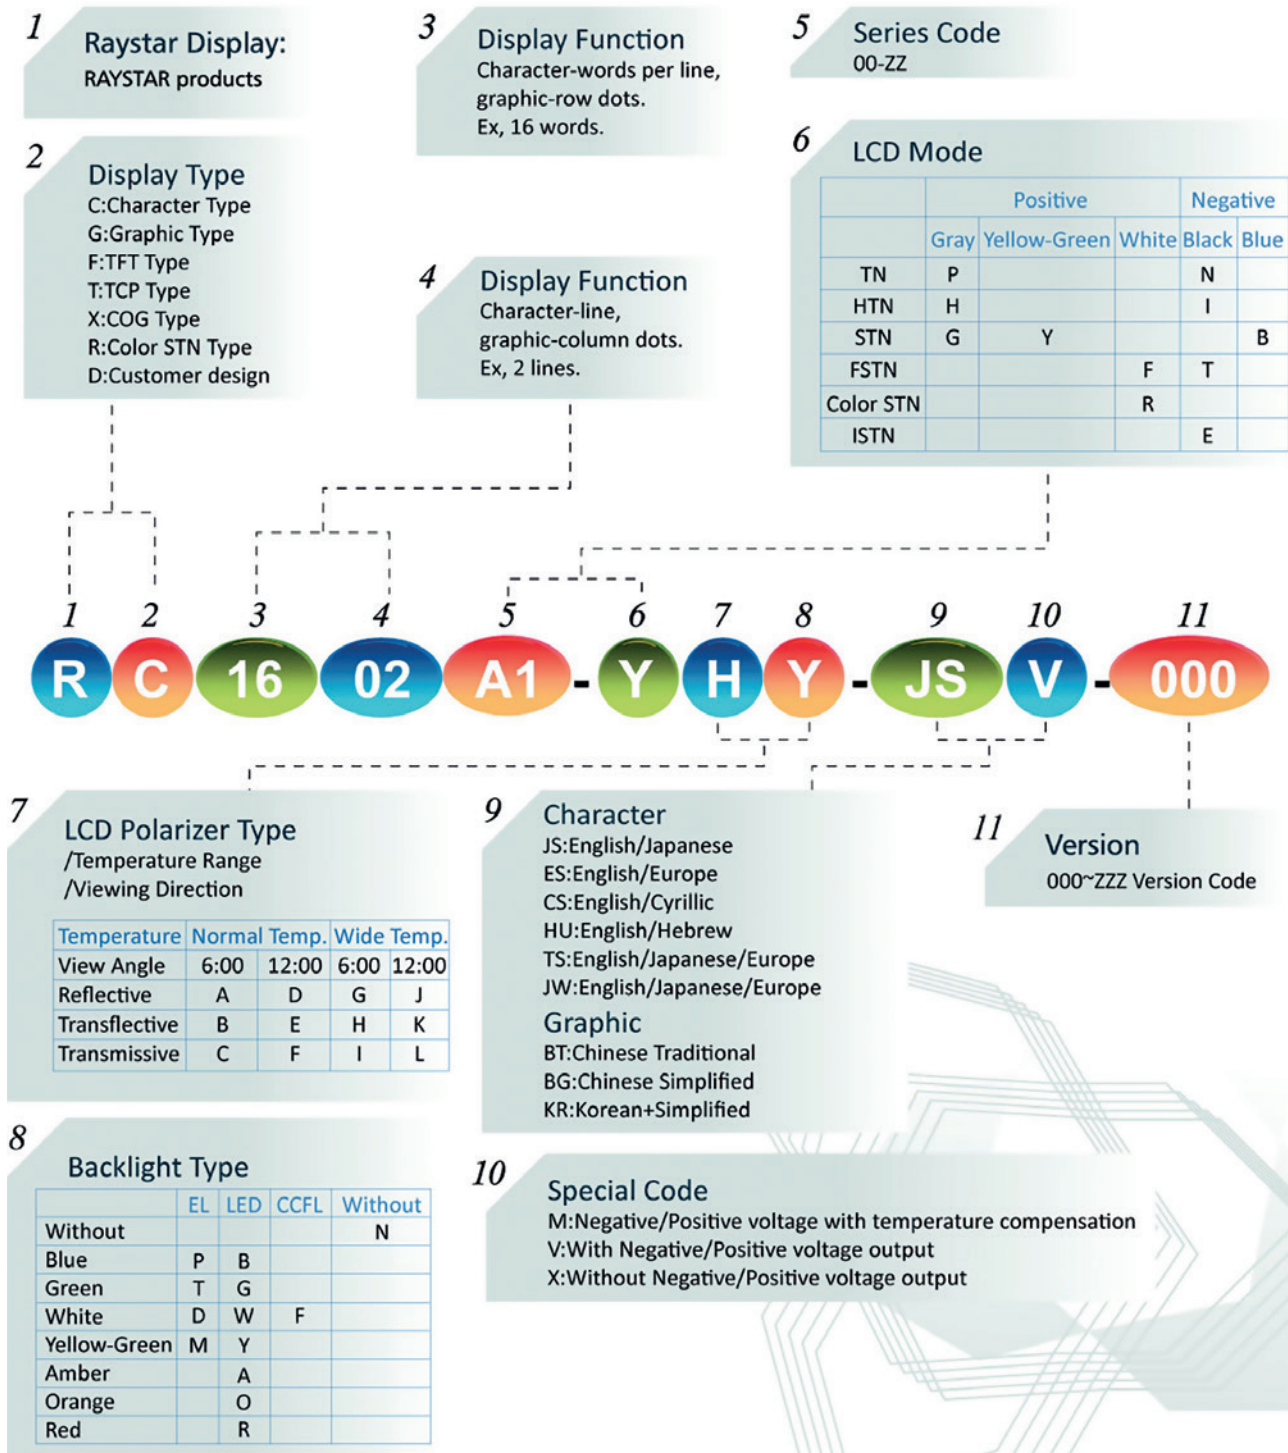 1
Raystar Display:
RAYSTAR products
2
Display Type
C:Character Type
G:Graphic Type
F:TFT Type
T:TCP Type
X:COG Type
R:Color STN Type
D:Customer design
3
Display Function
Character-words per line,
graphic-row dots.
Ex, 16 words.
4
Display Function
Character-line,
graphic-column dots.
Ex, 2 lines.
5
Series Code
00-ZZ
6
LCD Mode
Positive Negative
Gray Yellow-Green White Black Blue
TN P N
HTN H I
STN G Y B
FSTN F T
Color STN R
ISTN E
1 2 3 4 5 6 7 8 9 10 11
R C 16 02 A1 - Y H Y - JS V - 000
7
LCD Polarizer Type
/Temperature Range
/Viewing Direction
Temperature Normal Temp. Wide Temp.
View Angle 6:00 12:00 6:00 12:00
Reflective A D G J
Transflective B E H K
Transmissive C F I L
8
Backlight Type
EL LED CCFL Without
Without N
Blue P B
Green T G
White D W F
Yellow-Green M Y
Amber A
Orange O
Red R
9
Character
JS:English/Japanese
ES:English/Europe
CS:English/Cyrillic
HU:English/Hebrew
TS:English/Japanese/Europe
JW:English/Japanese/Europe
Graphic
BT:Chinese Traditional
BG:Chinese Simplified
KR:Korean+Simplified
10
Special Code
M:Negative/Positive voltage with temperature compensation
V:With Negative/Positive voltage output
X:Without Negative/Positive voltage output
11
Version
000~ZZZ Version Code